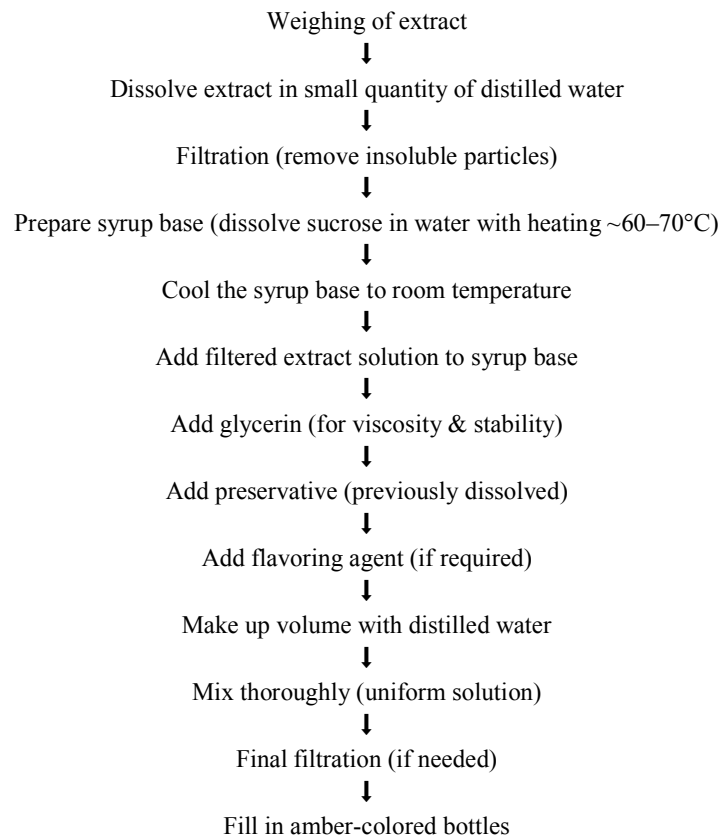 Weighing of extract
Dissolve extract in small quantity of distilled water
Filtration (remove insoluble particles)
Prepare syrup base (dissolve sucrose in water with heating ~60–70°C)
Cool the syrup base to room temperature
Add filtered extract solution to syrup base
Add glycerin (for viscosity & stability)
Add preservative (previously dissolved)
Add flavoring agent (if required)
Make up volume with distilled water
Mix thoroughly (uniform solution)
Final filtration (if needed)
Fill in amber-colored bottles